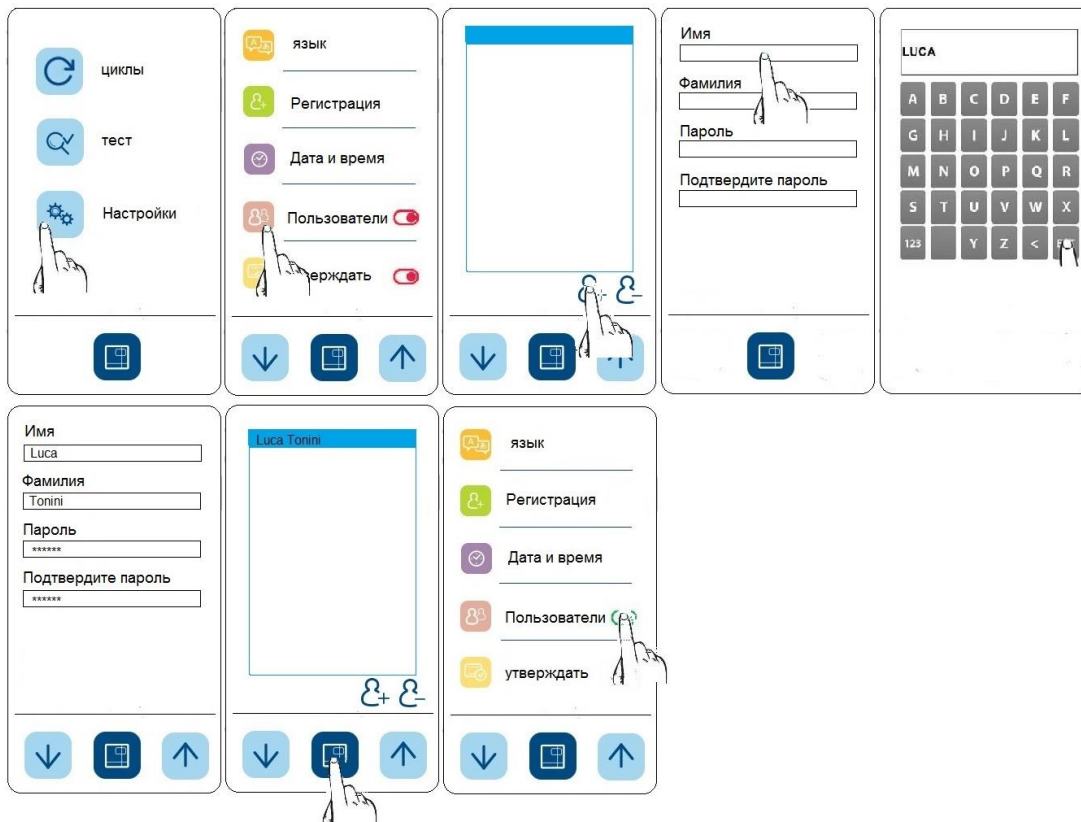 циклы
тест
Настройки
язык
Регистрация
Дата и время
Пользователи
ерждать
Имя
Фамилия
Пароль
Подтвердите пароль
LUCA
A B C D E F
G H I J K L
M N O P Q R
S T U V W X
123 Y Z <
Имя
Luca
Фамилия
Tonini
Пароль
******
Подтвердите пароль
******
Luca Tonini
язык
Регистрация
Дата и время
Пользователи
утверждать